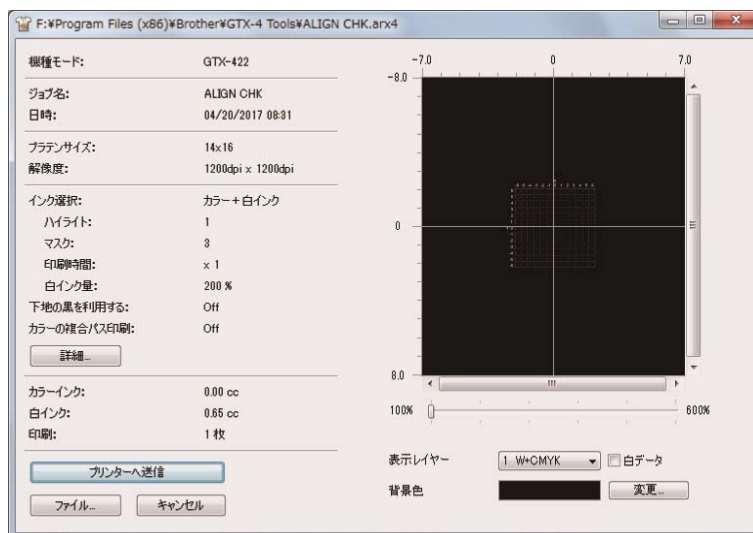 F:¥Program Files (x86)¥Brother¥GTX-4 Tools¥ALIGN CHK.arx4
機種モード: GTX-422
ジョブ名: ALIGN CHK
日時: 04/20/2017 08:31
プラテンサイズ: 14x16
解像度: 1200dpi x 1200dpi
インク選択: カラー+白インク
ハイライト: 1
マスク: 3
印刷時間: x 1
白インク量: 200 %
下地の黒を利用する: Off
カラーの複合パス印刷: Off
詳細...
カラーインク: 0.00 cc
白インク: 0.65 cc
印刷: 1 枚
プリンターへ送信
ファイル... キャンセル
-7.0 0 7.0
-8.0
0
8.0
100% 600%
表示レイヤー 1 W+CMYK 白データ
背景色 変更...